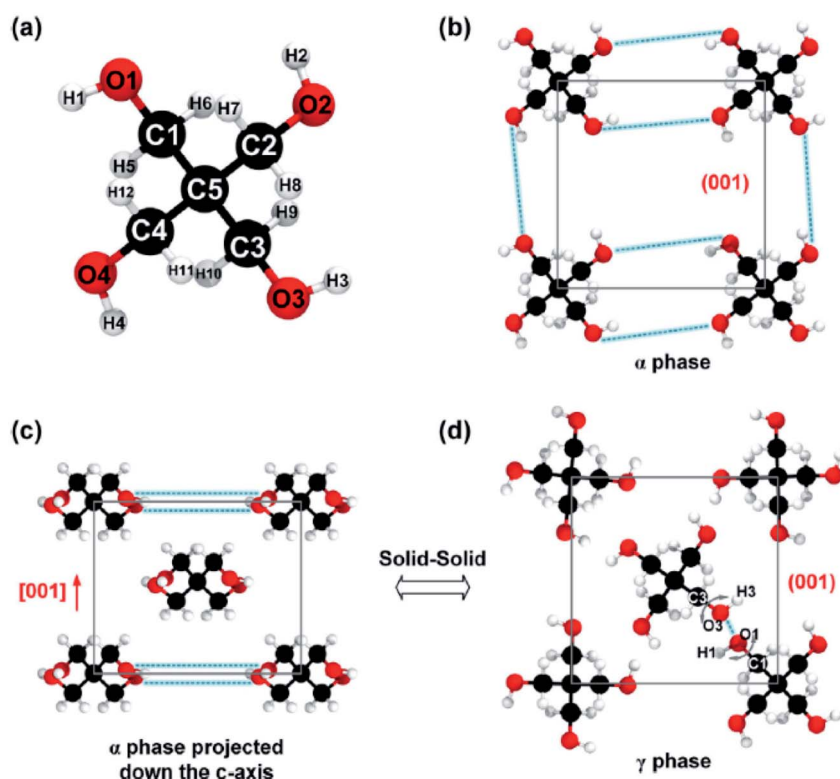 (a)
H2
O1
H1
H6
H7
O2
C1
C2
H5
H8
H12
C5
H9
C4
C3
H11
H10
O4
O3
H3
H4
(b)
(001)
α phase
(c)
[001]
α phase projected
down the c-axis
Solid-Solid
(d)
C3
H3
O3
O1
H1
C1
(001)
γ phase